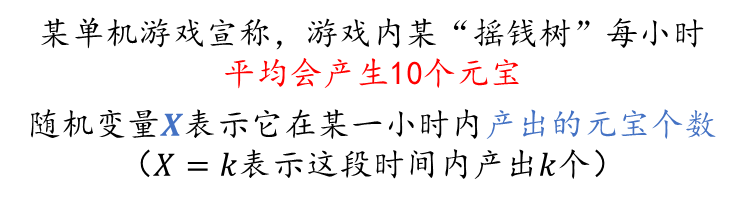 某单机游戏宣称，游戏内某“摇钱树”每小时
平均会产生10个元宝
随机变量X表示它在某一小时内产出的元宝个数
（X = k表示这段时间内产出k个）